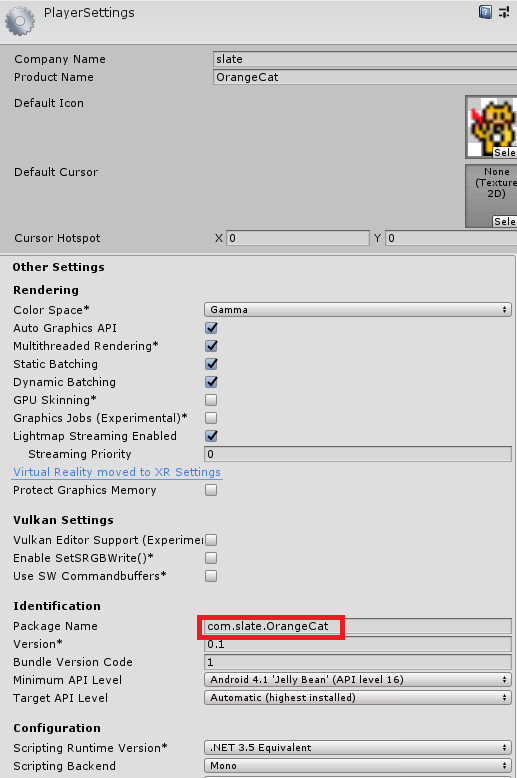 PlayerSettings
Company Name slate
Product Name OrangeCat
Default Icon
Sele
Default Cursor None
(Texture
2D)
Sele
Cursor Hotspot X 0 Y 0
Other Settings
Rendering
Color Space* Gamma
Auto Graphics API
Multithreaded Rendering*
Static Batching
Dynamic Batching
GPU Skinning*
Graphics Jobs (Experimental)*
Lightmap Streaming Enabled
Streaming Priority 0
Virtual Reality moved to XR Settings
Protect Graphics Memory
Vulkan Settings
Vulkan Editor Support (Experimen
Enable SetSRGBWrite()*
Use SW Commandbuffers*
Identification
Package Name com.slate.OrangeCat
Version* 0.1
Bundle Version Code 1
Minimum API Level Android 4.1 'Jelly Bean' (API level 16)
Target API Level Automatic (highest installed)
Configuration
Scripting Runtime Version* .NET 3.5 Equivalent
Scripting Backend Mono